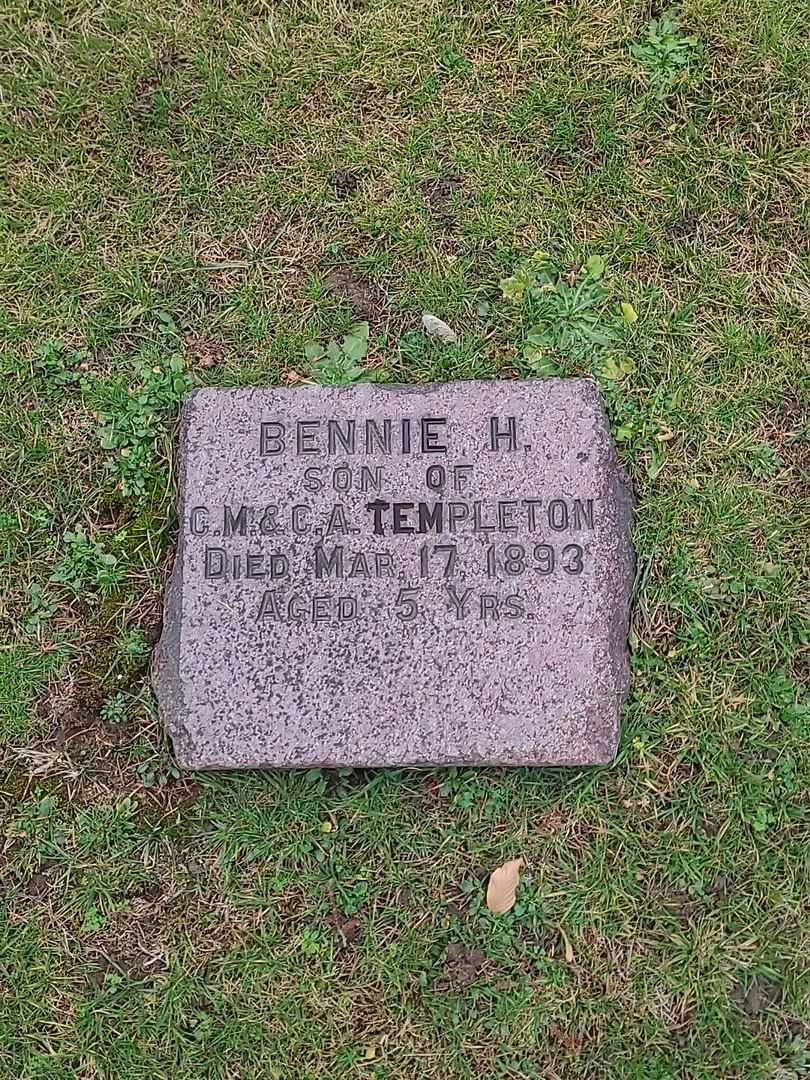 BENNIE H.
SON OF
C.M.& C.A. TEMPLETON
DIED MAR. 17, 1893
AGED 5 YRS.